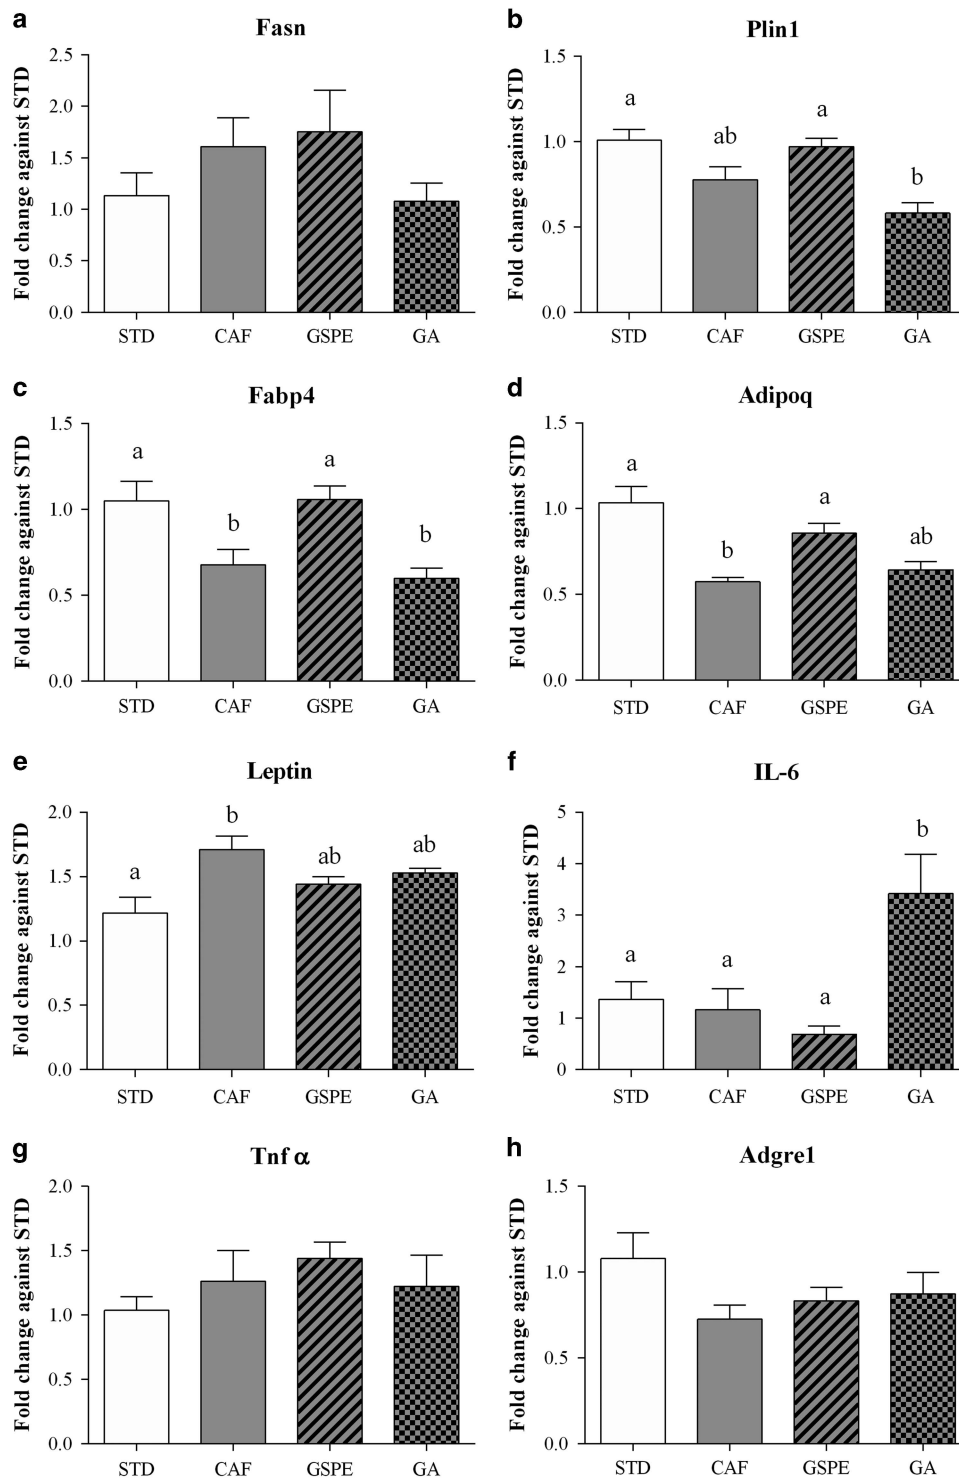 a
Fasn
Fold change against STD
2.5
2.0
1.5
1.0
0.5
0.0
STD CAF GSPE GA
b
Plin1
Fold change against STD
1.5
1.0
0.5
0.0
a
ab
a
b
STD CAF GSPE GA
c
Fabp4
Fold change against STD
1.5
1.0
0.5
0.0
a
b
a
b
STD CAF GSPE GA
d
Adipoq
Fold change against STD
1.5
1.0
0.5
0.0
a
b
a
ab
STD CAF GSPE GA
e
Leptin
Fold change against STD
2.0
1.5
1.0
0.5
0.0
a
b
ab
ab
STD CAF GSPE GA
f
IL-6
Fold change against STD
5
4
3
2
1
0
a
a
a
b
STD CAF GSPE GA
g
Tnf α
Fold change against STD
2.0
1.5
1.0
0.5
0.0
STD CAF GSPE GA
h
Adgre1
Fold change against STD
1.5
1.0
0.5
0.0
STD CAF GSPE GA